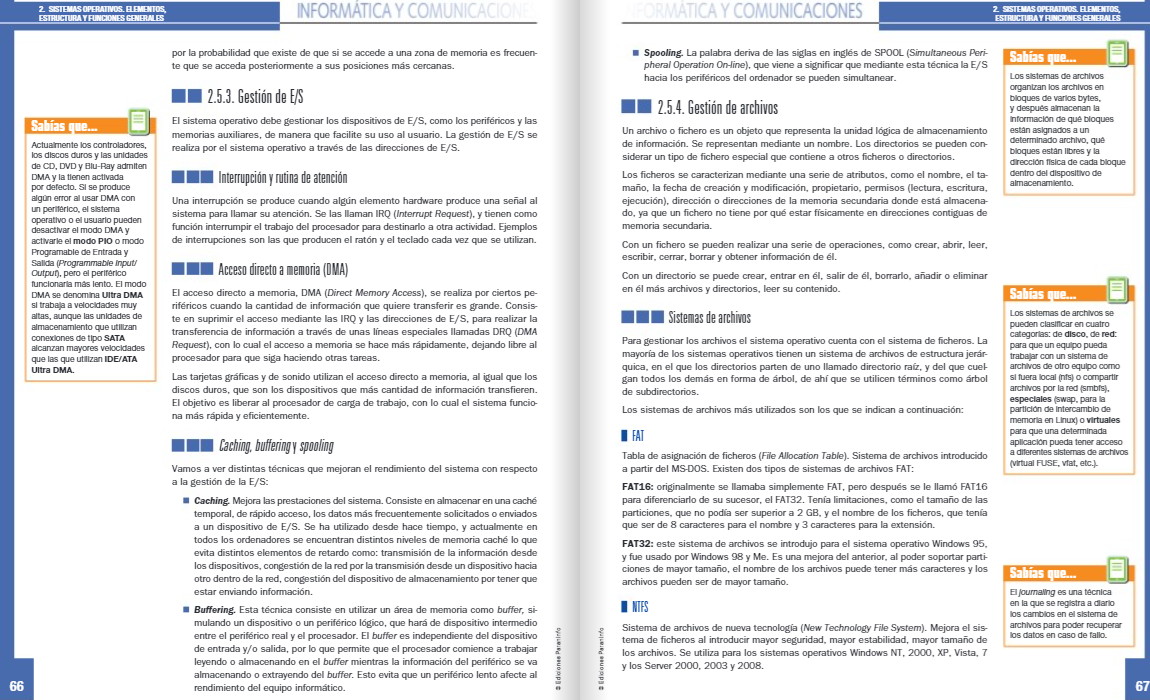 2. SISTEMAS OPERATIVOS. ELEMENTOS,
ESTRUCTURA Y FUNCIONES GENERALES
INFORMÁTICA Y COMUNICACIONES
por la probabilidad que existe de que si se accede a una zona de memoria es frecuen-
te que se acceda posteriormente a sus posiciones más cercanas.
2.5.3. Gestión de E/S
El sistema operativo debe gestionar los dispositivos de E/S, como los periféricos y las
memorias auxiliares, de manera que facilite su uso al usuario. La gestión de E/S se
realiza por el sistema operativo a través de las direcciones de E/S.
Interrupción y rutina de atención
Una interrupción se produce cuando algún elemento hardware produce una señal al
sistema para llamar su atención. Se las llaman IRQ (Interrupt Request), y tienen como
función interrumpir el trabajo del procesador para destinarlo a otra actividad. Ejemplos
de interrupciones son las que producen el ratón y el teclado cada vez que se utilizan.
Acceso directo a memoria (DMA)
El acceso directo a memoria, DMA (Direct Memory Access), se realiza por ciertos pe-
riféricos cuando la cantidad de información que quiere transferir es grande. Consis-
te en suprimir el acceso mediante las IRQ y las direcciones de E/S, para realizar la
transferencia de información a través de unas líneas especiales llamadas DRQ (DMA
Request), con lo cual el acceso a memoria se hace más rápidamente, dejando libre al
procesador para que siga haciendo otras tareas.
Las tarjetas gráficas y de sonido utilizan el acceso directo a memoria, al igual que los
discos duros, que son los dispositivos que más cantidad de información transfieren.
El objetivo es liberar al procesador de carga de trabajo, con lo cual el sistema funcio-
na más rápida y eficientemente.
Caching, buffering y spooling
Vamos a ver distintas técnicas que mejoran el rendimiento del sistema con respecto
a la gestión de la E/S:
Caching. Mejora las prestaciones del sistema. Consiste en almacenar en una caché
temporal, de rápido acceso, los datos más frecuentemente solicitados o enviados
a un dispositivo de E/S. Se ha utilizado desde hace tiempo, y actualmente en
todos los ordenadores se encuentran distintos niveles de memoria caché lo que
evita distintos elementos de retardo como: transmisión de la información desde
los dispositivos, congestión de la red por la transmisión desde un dispositivo hacia
otro dentro de la red, congestión del dispositivo de almacenamiento por tener que
estar enviando información.
Buffering. Esta técnica consiste en utilizar un área de memoria como buffer, si-
mulando un dispositivo o un periférico lógico, que hará de dispositivo intermedio
entre el periférico real y el procesador. El buffer es independiente del dispositivo
de entrada y/o salida, por lo que permite que el procesador comience a trabajar
leyendo o almacenando en el buffer mientras la información del periférico se va
almacenando o extrayendo del buffer. Esto evita que un periférico lento afecte al
rendimiento del equipo informático.
Sabías que...
Actualmente los controladores,
los discos duros y las unidades
de CD, DVD y Blu-Ray admiten
DMA y la tienen activada
por defecto. Si se produce
algún error al usar DMA con
un periférico, el sistema
operativo o el usuario pueden
desactivar el modo DMA y
activarle el modo PIO o modo
Programable de Entrada y
Salida (Programmable Input/
Output), pero el periférico
funcionaría más lento. El modo
DMA se denomina Ultra DMA
si trabaja a velocidades muy
altas, aunque las unidades de
almacenamiento que utilizan
conexiones de tipo SATA
alcanzan mayores velocidades
que las que utilizan IDE/ATA
Ultra DMA.
© Ediciones Paraninfo
66
INFORMÁTICA Y COMUNICACIONES
2. SISTEMAS OPERATIVOS. ELEMENTOS,
ESTRUCTURA Y FUNCIONES GENERALES
Spooling. La palabra deriva de las siglas en inglés de SPOOL (Simultaneous Peri-
pheral Operation On-line), que viene a significar que mediante esta técnica la E/S
hacia los periféricos del ordenador se pueden simultanear.
2.5.4. Gestión de archivos
Un archivo o fichero es un objeto que representa la unidad lógica de almacenamiento
de información. Se representan mediante un nombre. Los directorios se pueden con-
siderar un tipo de fichero especial que contiene a otros ficheros o directorios.
Los ficheros se caracterizan mediante una serie de atributos, como el nombre, el ta-
maño, la fecha de creación y modificación, propietario, permisos (lectura, escritura,
ejecución), dirección o direcciones de la memoria secundaria donde está almacena-
do, ya que un fichero no tiene por qué estar físicamente en direcciones contiguas de
memoria secundaria.
Con un fichero se pueden realizar una serie de operaciones, como crear, abrir, leer,
escribir, cerrar, borrar y obtener información de él.
Con un directorio se puede crear, entrar en él, salir de él, borrarlo, añadir o eliminar
en él más archivos y directorios, leer su contenido.
Sistemas de archivos
Para gestionar los archivos el sistema operativo cuenta con el sistema de ficheros. La
mayoría de los sistemas operativos tienen un sistema de archivos de estructura jerár-
quica, en el que los directorios parten de uno llamado directorio raíz, y del que cuel-
gan todos los demás en forma de árbol, de ahí que se utilicen términos como árbol
de subdirectorios.
Los sistemas de archivos más utilizados son los que se indican a continuación:
FAT
Tabla de asignación de ficheros (File Allocation Table). Sistema de archivos introducido
a partir del MS-DOS. Existen dos tipos de sistemas de archivos FAT:
FAT16: originalmente se llamaba simplemente FAT, pero después se le llamó FAT16
para diferenciarlo de su sucesor, el FAT32. Tenía limitaciones, como el tamaño de las
particiones, que no podía ser superior a 2 GB, y el nombre de los ficheros, que tenía
que ser de 8 caracteres para el nombre y 3 caracteres para la extensión.
FAT32: este sistema de archivos se introdujo para el sistema operativo Windows 95,
y fue usado por Windows 98 y Me. Es una mejora del anterior, al poder soportar parti-
ciones de mayor tamaño, el nombre de los archivos puede tener más caracteres y los
archivos pueden ser de mayor tamaño.
NTFS
Sistema de archivos de nueva tecnología (New Technology File System). Mejora el sis-
tema de ficheros al introducir mayor seguridad, mayor estabilidad, mayor tamaño de
los archivos. Se utiliza para los sistemas operativos Windows NT, 2000, XP, Vista, 7
y los Server 2000, 2003 y 2008.
Sabías que...
Los sistemas de archivos
organizan los archivos en
bloques de varios bytes,
y después almacenan la
información de qué bloques
están asignados a un
determinado archivo, qué
bloques están libres y la
dirección física de cada bloque
dentro del dispositivo de
almacenamiento.
Sabías que...
Los sistemas de archivos se
pueden clasificar en cuatro
categorías: de disco, de red:
para que un equipo pueda
trabajar con un sistema de
archivos de otro equipo como
si fuera local (nfs) o compartir
archivos por la red (smbfs),
especiales (swap, para la
partición de intercambio de
memoria en Linux) o virtuales
para que una determinada
aplicación pueda tener acceso
a diferentes sistemas de archivos
(virtual FUSE, vfat, etc.).
Sabías que...
El journaling es una técnica
en la que se registra a diario
los cambios en el sistema de
archivos para poder recuperar
los datos en caso de fallo.
© Ediciones Paraninfo
67